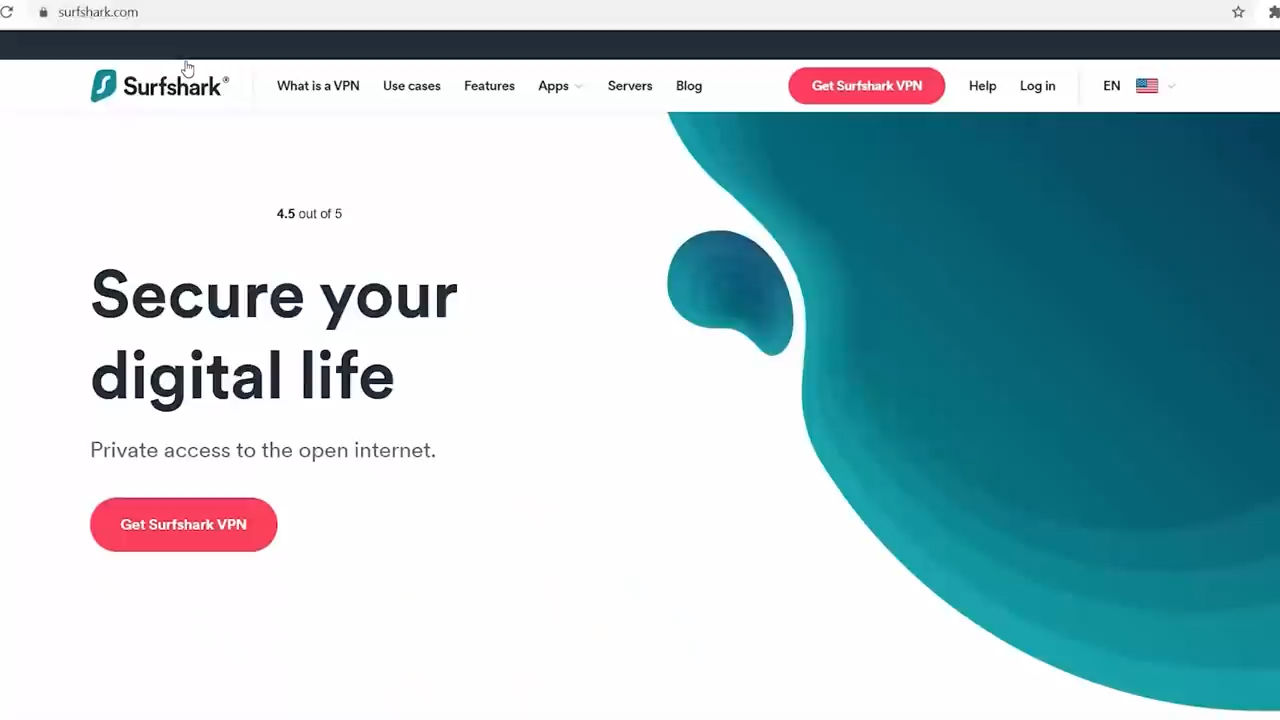 surfshark.com
Surfshark®
What is a VPN
Use cases
Features
Apps
Servers
Blog
Get Surfshark VPN
Help
Log in
EN
4.5 out of 5
Secure your
digital life
Private access to the open internet.
Get Surfshark VPN